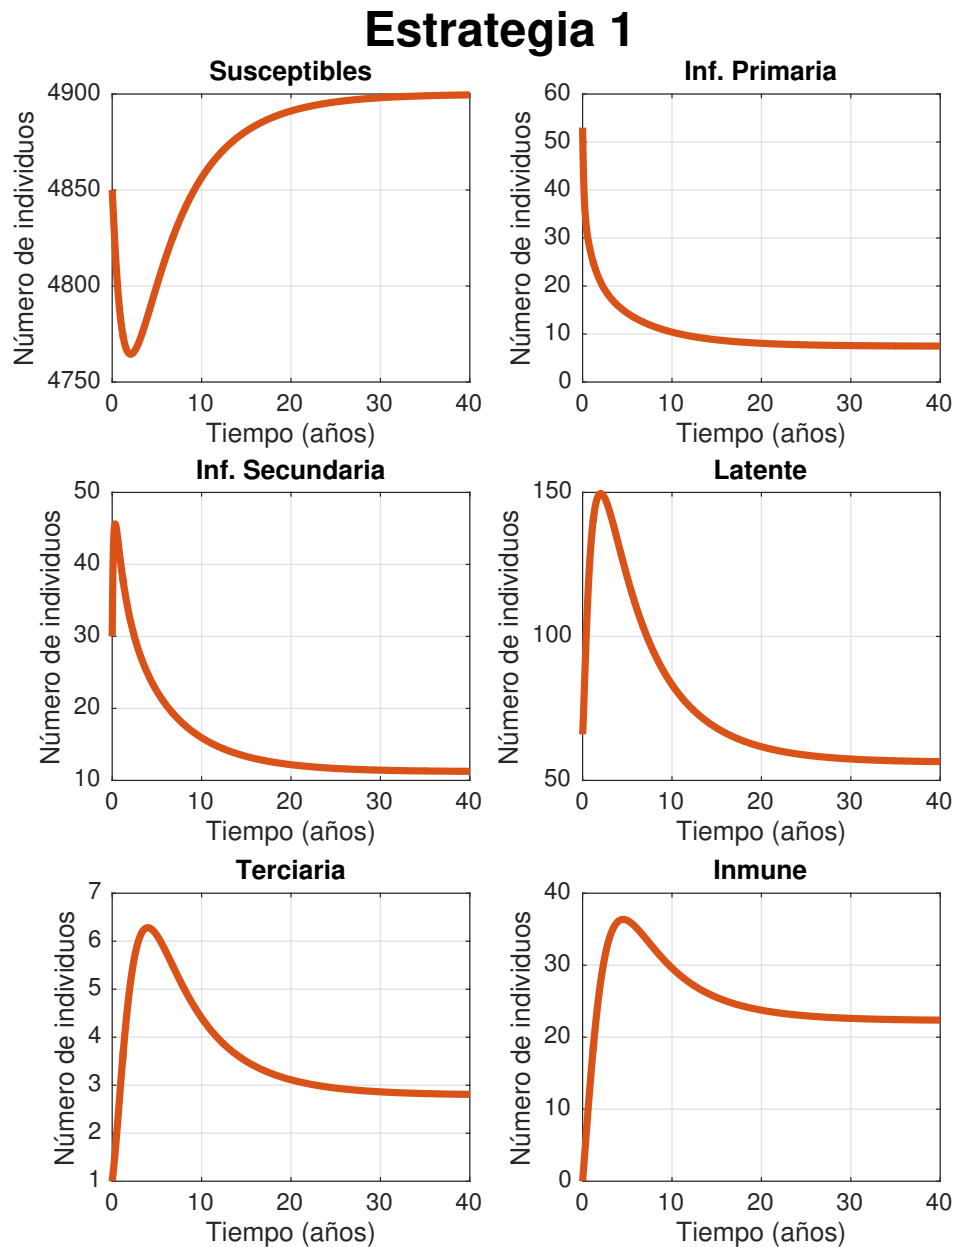 Estrategia 1
Susceptibles
Número de individuos
4900
4850
4800
4750
0 10 20 30 40
Tiempo (años)
Inf. Primaria
Número de individuos
60
50
40
30
20
10
0
0 10 20 30 40
Tiempo (años)
Inf. Secundaria
Número de individuos
50
40
30
20
10
0 10 20 30 40
Tiempo (años)
Latente
Número de individuos
150
100
50
0 10 20 30 40
Tiempo (años)
Terciaria
Número de individuos
7
6
5
4
3
2
1
0 10 20 30 40
Tiempo (años)
Inmune
Número de individuos
40
30
20
10
0
0 10 20 30 40
Tiempo (años)